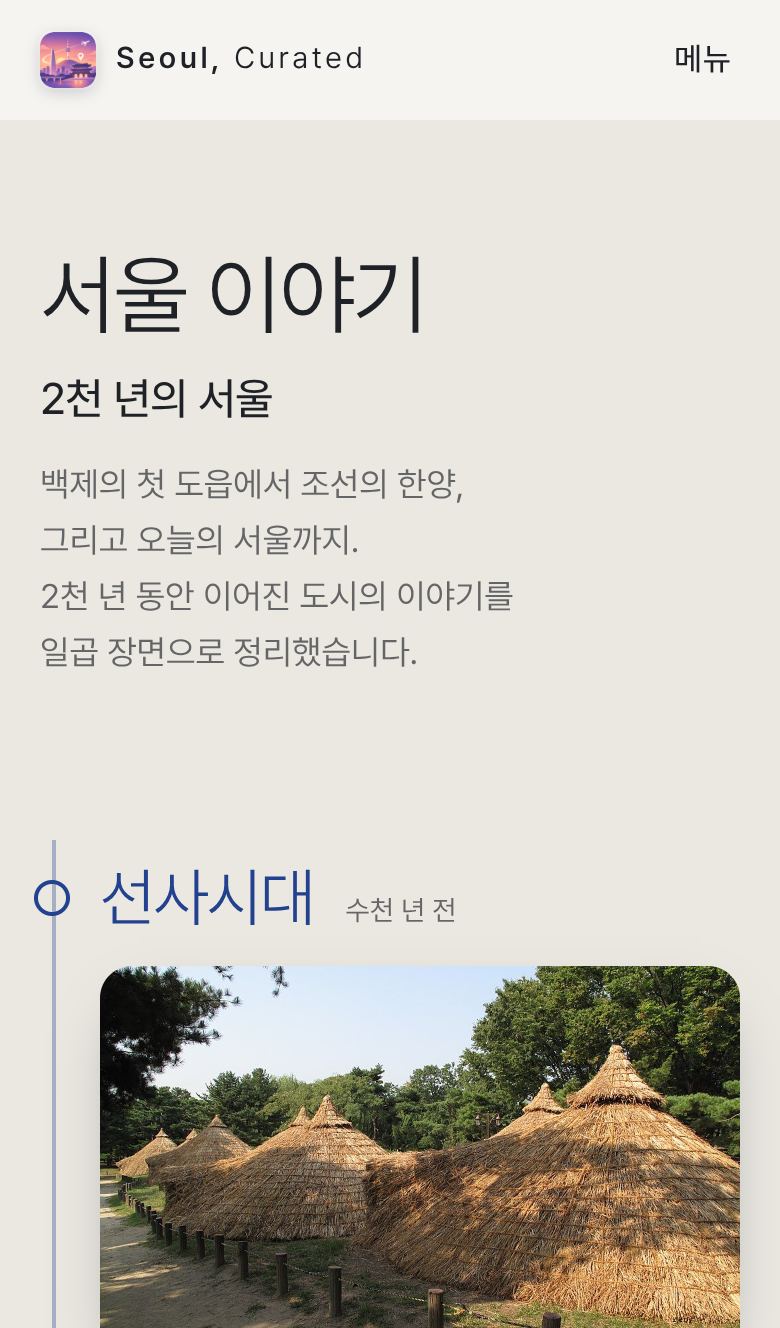 Seoul, Curated
메뉴
서울 이야기
2천 년의 서울
백제의 첫 도읍에서 조선의 한양,
그리고 오늘의 서울까지.
2천 년 동안 이어진 도시의 이야기를
일곱 장면으로 정리했습니다.
선사시대 수천 년 전